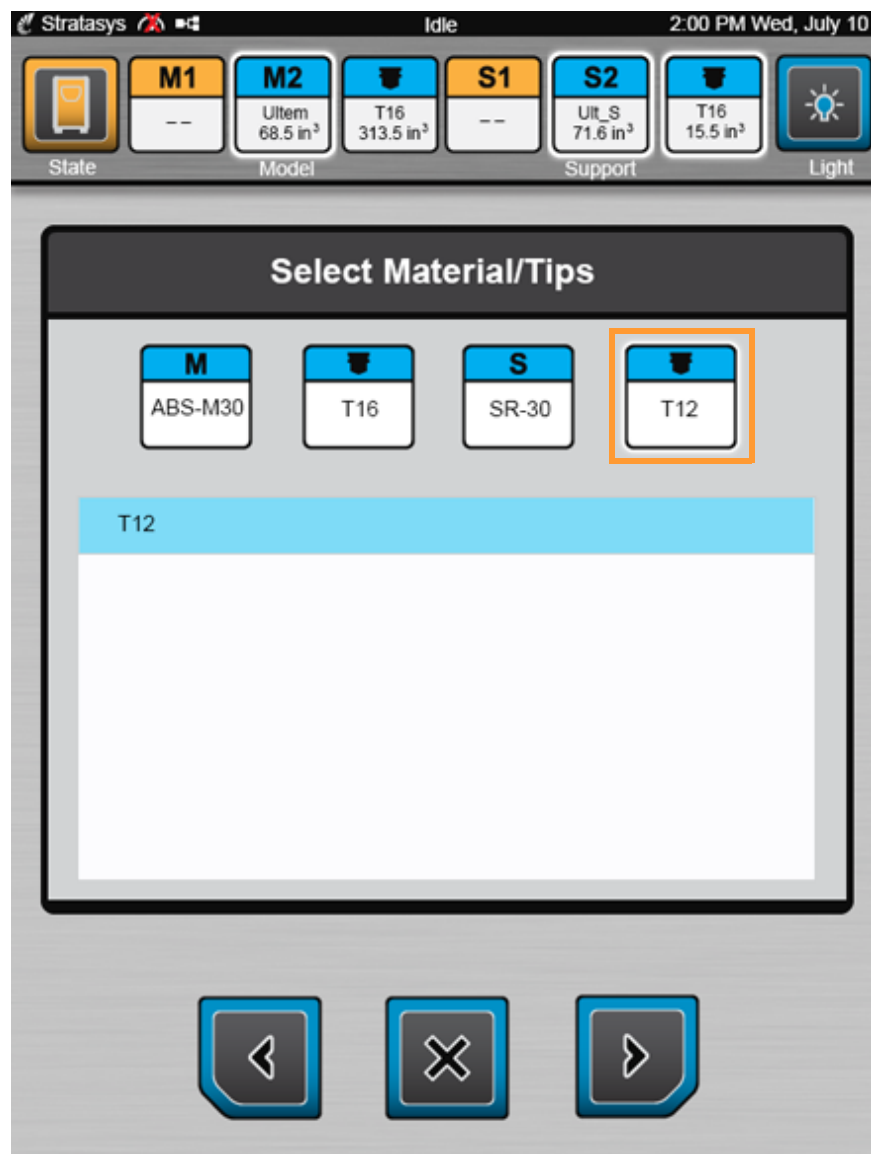 Stratasys Idle 2:00 PM Wed, July 10
M1 M2 S1 S2
-- Ultem T16 -- Ult_S T16
68.5 in³ 313.5 in³ 71.6 in³ 15.5 in³
State Model Support Light
Select Material/Tips
M S
ABS-M30 T16 SR-30 T12
T12